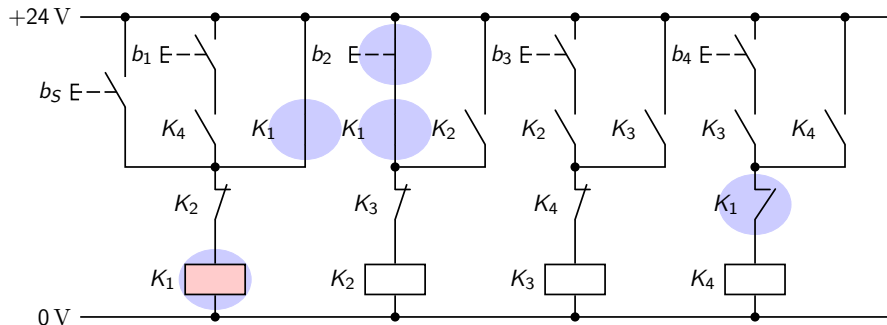 +24 V
b1 b2 b3 b4
bS
K4 K1 K1 K2 K2 K3 K3 K4
K2 K3 K4 K1
K1 K2 K3 K4
0 V